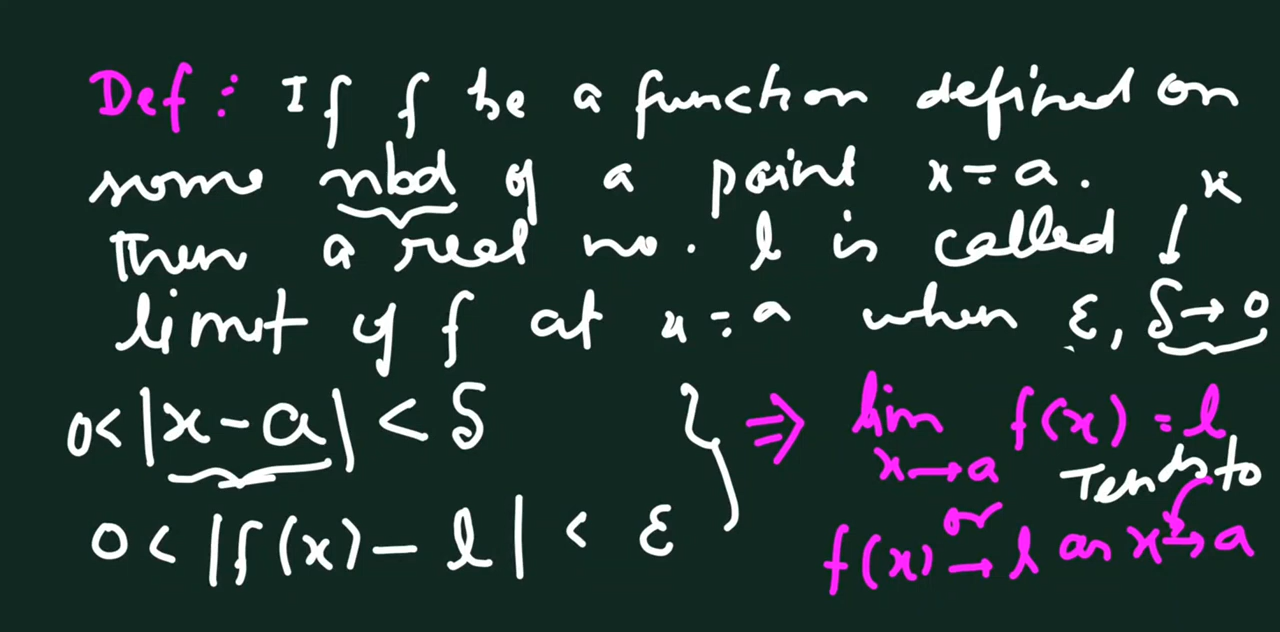 Def : If f be a function defined on
some nbd of a point x = a.
x
Then a real no. l is called
limit of f at x = a when ε, δ → 0
0 < |x - a| < δ
0 < |f(x) - l| < ε
⇒ lim f(x) = l
x → a
Tends to
or
f(x) → l as x → a